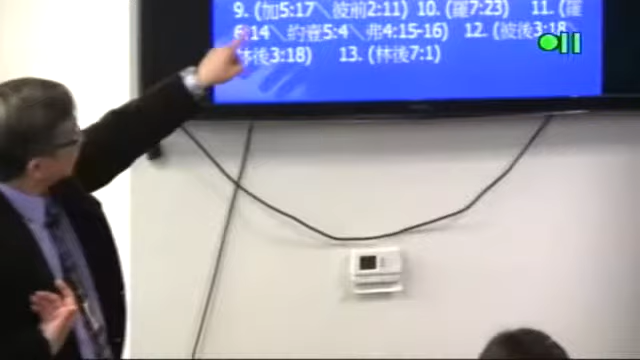 9. (加5:17╲彼前2:11) 10. (羅7:23) 11. (羅
6:14╲约壹5:4╲弗4:15-16) 12. (彼後3:18╲
林後3:18) 13. (林後7:1)